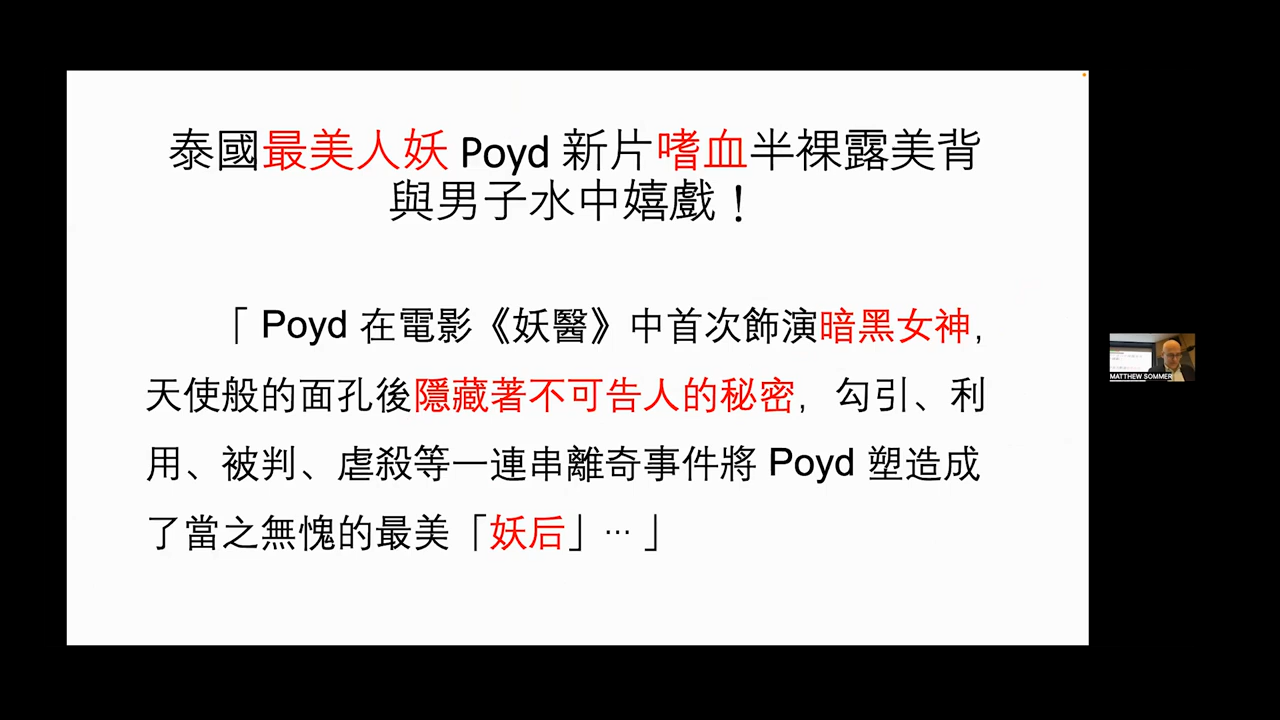 泰國最美人妖 Poyd 新片嗜血半裸露美背
與男子水中嬉戲！
「 Poyd 在電影《妖醫》中首次飾演暗黑女神,
天使般的面孔後隱藏著不可告人的秘密, 勾引、利
用、被判、虐殺等一連串離奇事件將 Poyd 塑造成
了當之無愧的最美「妖后」… 」
MATTHEW SOMMER